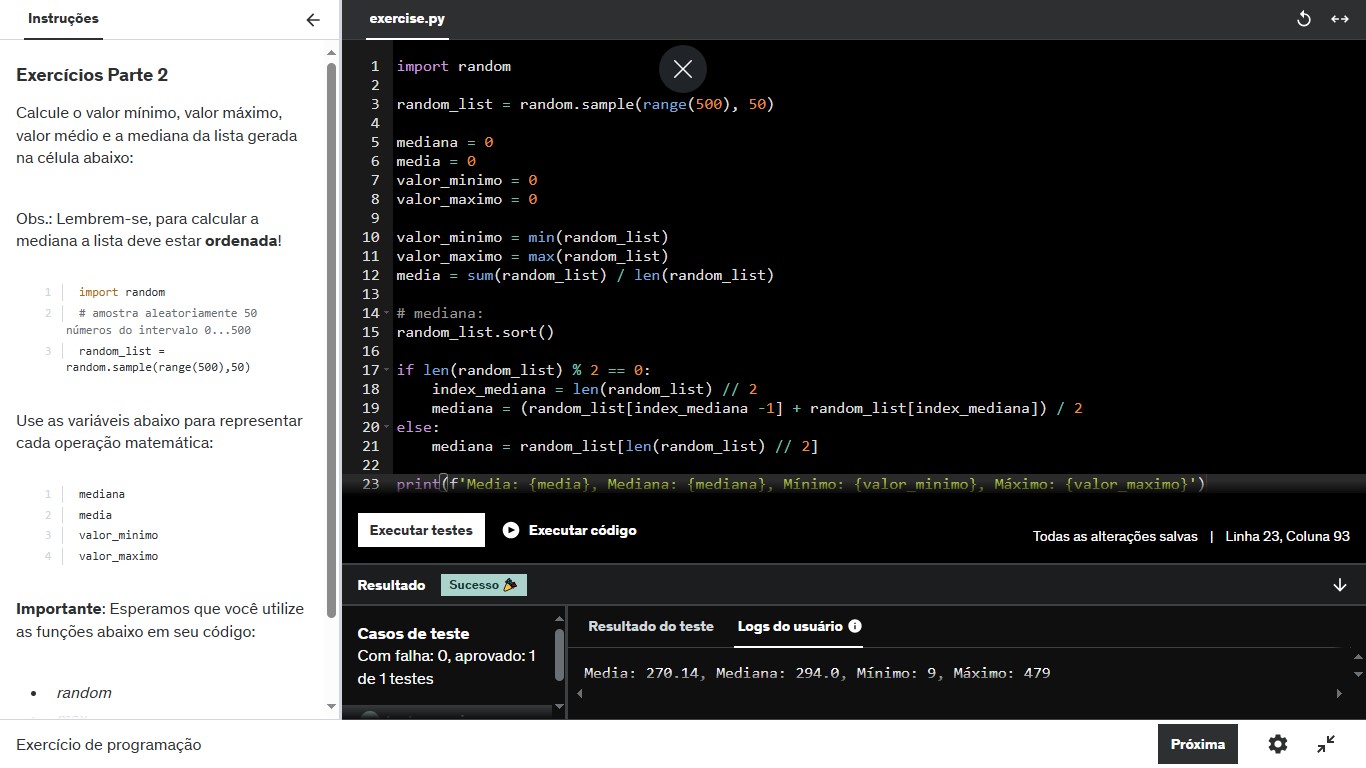 Instruções
Exercícios Parte 2
Calcule o valor mínimo, valor máximo,
valor médio e a mediana da lista gerada
na célula abaixo:
Obs.: Lembrem-se, para calcular a
mediana a lista deve estar ordenada!
1 import random
2 # amostra aleatoriamente 50
números do intervalo 0...500
3 random_list =
random.sample(range(500),50)
Use as variáveis abaixo para representar
cada operação matemática:
1 mediana
2 media
3 valor_minimo
4 valor_maximo
Importante: Esperamos que você utilize
as funções abaixo em seu código:
• random
exercise.py
1 import random
2
3 random_list = random.sample(range(500), 50)
4
5 mediana = 0
6 media = 0
7 valor_minimo = 0
8 valor_maximo = 0
9
10 valor_minimo = min(random_list)
11 valor_maximo = max(random_list)
12 media = sum(random_list) / len(random_list)
13
14 # mediana:
15 random_list.sort()
16
17 if len(random_list) % 2 == 0:
18     index_mediana = len(random_list) // 2
19     mediana = (random_list[index_mediana -1] + random_list[index_mediana]) / 2
20 else:
21     mediana = random_list[len(random_list) // 2]
22
23 print(f'Media: {media}, Mediana: {mediana}, Mínimo: {valor_minimo}, Máximo: {valor_maximo}')
Executar testes
Executar código
Todas as alterações salvas | Linha 23, Coluna 93
Resultado
Sucesso
Casos de teste
Com falha: 0, aprovado: 1
de 1 testes
Resultado do teste
Logs do usuário
Media: 270.14, Mediana: 294.0, Mínimo: 9, Máximo: 479
Exercício de programação
Próxima